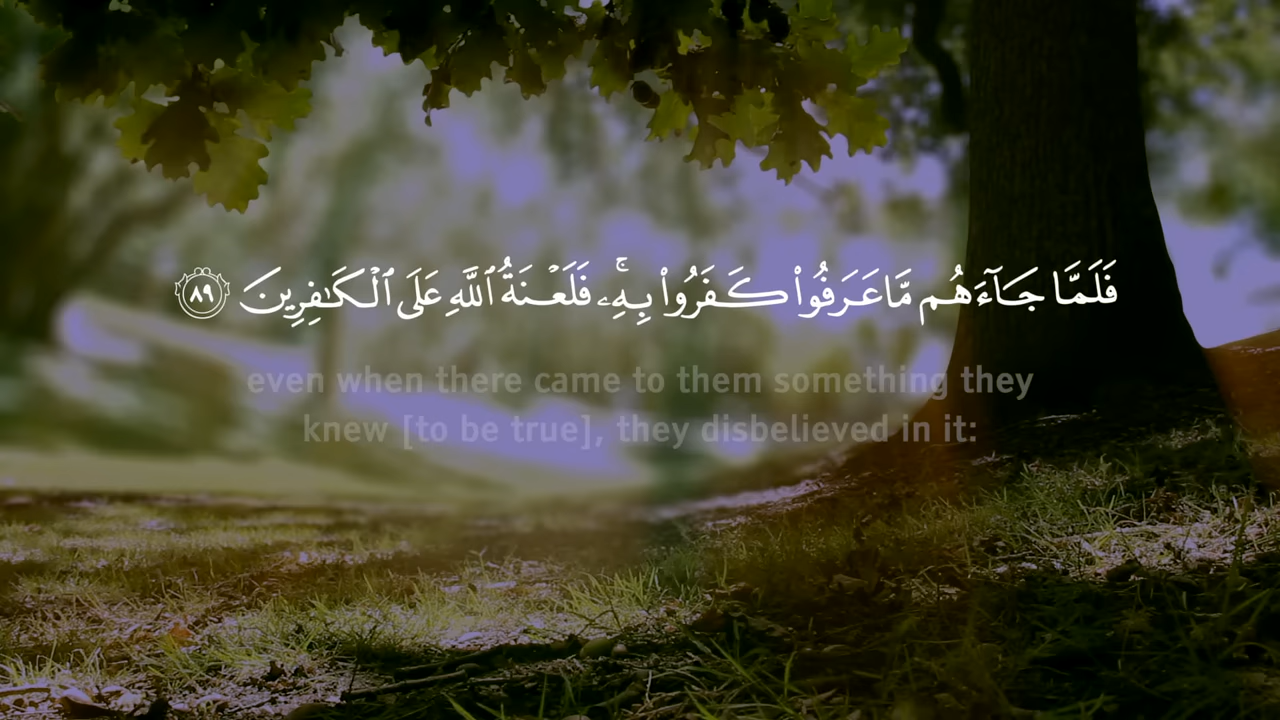 فَلَمَّا جَآءَهُم مَّا عَرَفُوا۟ كَفَرُوا۟ بِهِۦ ۚ فَلَعْنَةُ ٱللَّهِ عَلَى ٱلْكَـٰفِرِينَ ٨٩
even when there came to them something they
knew [to be true], they disbelieved in it: